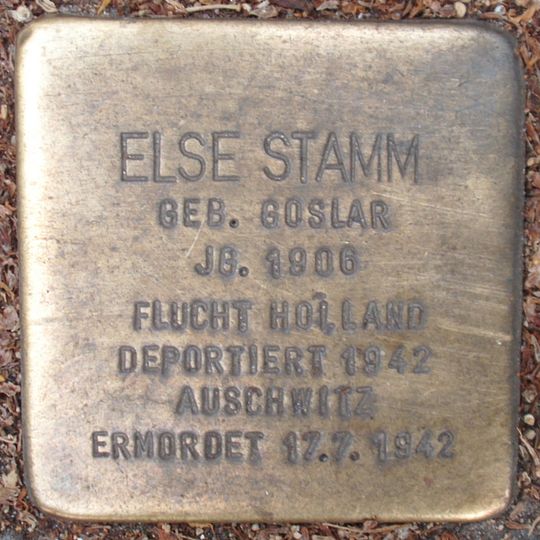 ELSE STAMM
GEB. GOSLAR
JG. 1906
FLUCHT HOLLAND
DEPORTIERT 1942
AUSCHWITZ
ERMORDET 17.7. 1942